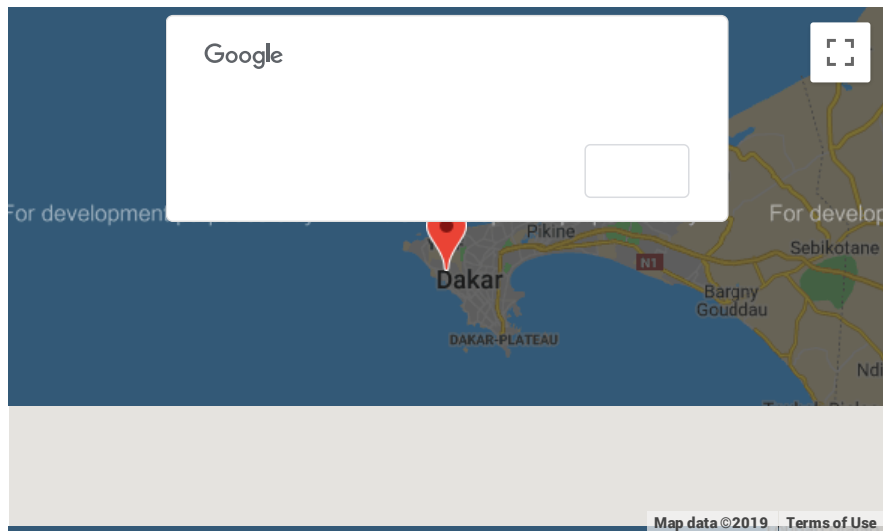 Google
For development
For develop
Pikine
Sebikotane
N1
Dakar
Bargny
Gouddau
DAKAR-PLATEAU
Ndi
Map data ©2019
Terms of Use